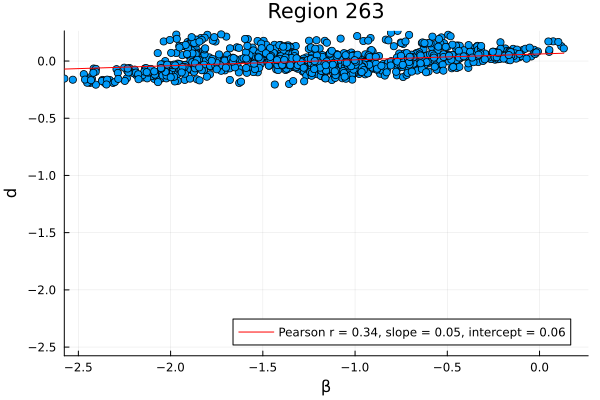 Region 263
0.0
−0.5
−1.0
−1.5
−2.0
−2.5
d
Pearson r = 0.34, slope = 0.05, intercept = 0.06
−2.5 −2.0 −1.5 −1.0 −0.5 0.0
β